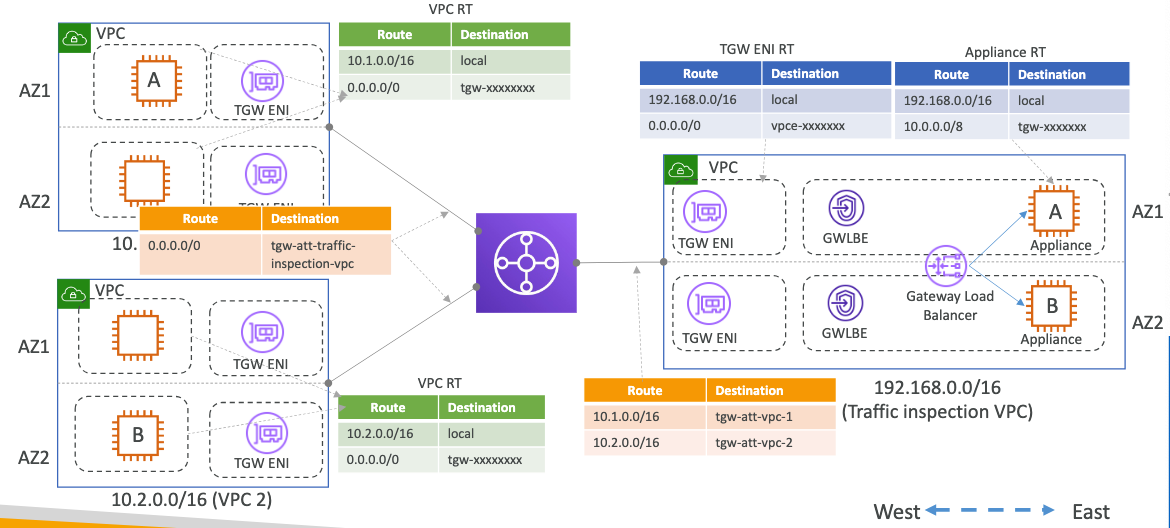 VPC RT
Route Destination
10.1.0.0/16 local
0.0.0.0/0 tgw-xxxxxxxx
VPC
AZ1
A
TGW ENI
AZ2
TGW ENI
10.
Route Destination
0.0.0.0/0 tgw-att-traffic-
inspection-vpc
VPC
AZ1
TGW ENI
AZ2
B
TGW ENI
10.2.0.0/16 (VPC 2)
VPC RT
Route Destination
10.2.0.0/16 local
0.0.0.0/0 tgw-xxxxxxxx
TGW ENI RT
Route Destination
192.168.0.0/16 local
0.0.0.0/0 vpce-xxxxxxx
Appliance RT
Route Destination
192.168.0.0/16 local
10.0.0.0/8 tgw-xxxxxxx
VPC
TGW ENI
GWLBE
A
Appliance
AZ1
Gateway Load
Balancer
TGW ENI
GWLBE
B
Appliance
AZ2
192.168.0.0/16
(Traffic inspection VPC)
Route Destination
10.1.0.0/16 tgw-att-vpc-1
10.2.0.0/16 tgw-att-vpc-2
West East